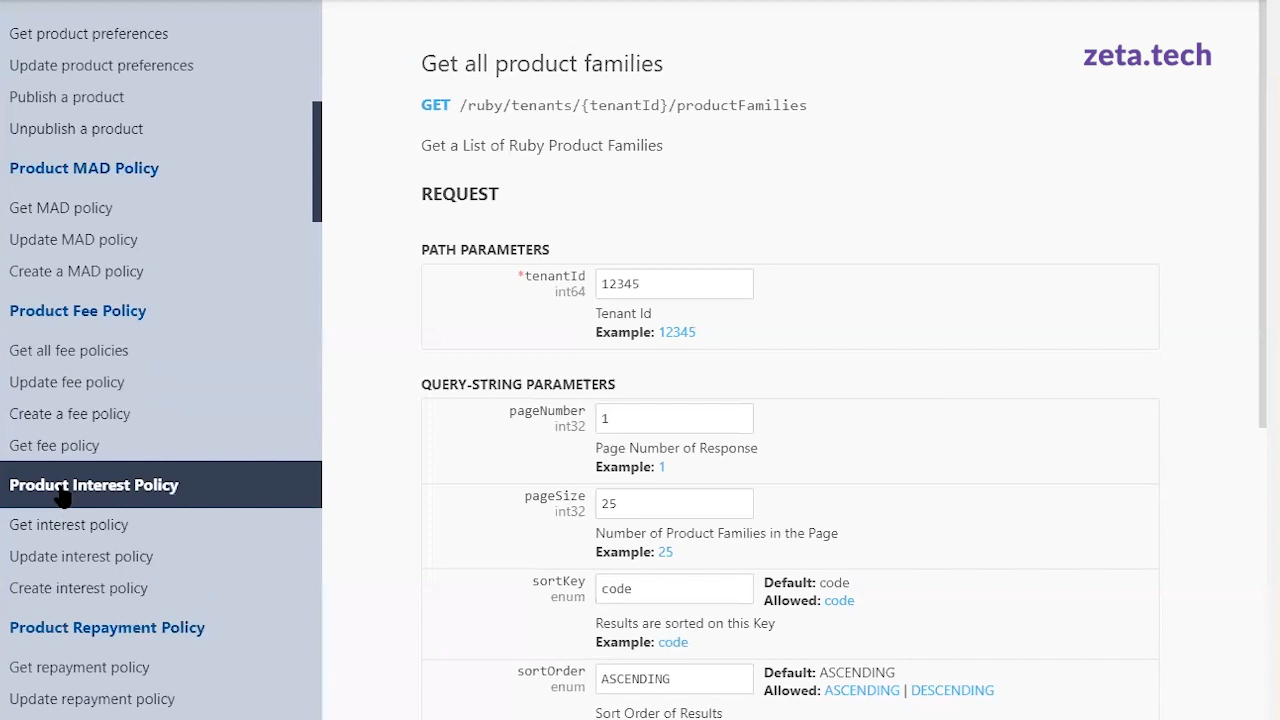 Get product preferences
Update product preferences
Publish a product
Unpublish a product
Product MAD Policy
Get MAD policy
Update MAD policy
Create a MAD policy
Product Fee Policy
Get all fee policies
Update fee policy
Create a fee policy
Get fee policy
Product Interest Policy
Get interest policy
Update interest policy
Create interest policy
Product Repayment Policy
Get repayment policy
Update repayment policy
zeta.tech
Get all product families
GET /ruby/tenants/{tenantId}/productFamilies
Get a List of Ruby Product Families
REQUEST
PATH PARAMETERS
*tenantId 12345
int64
Tenant Id
Example: 12345
QUERY-STRING PARAMETERS
pageNumber 1
int32
Page Number of Response
Example: 1
pageSize 25
int32
Number of Product Families in the Page
Example: 25
sortKey code Default: code
enum Allowed: code
Results are sorted on this Key
Example: code
sortOrder ASCENDING Default: ASCENDING
enum Allowed: ASCENDING | DESCENDING
Sort Order of Results